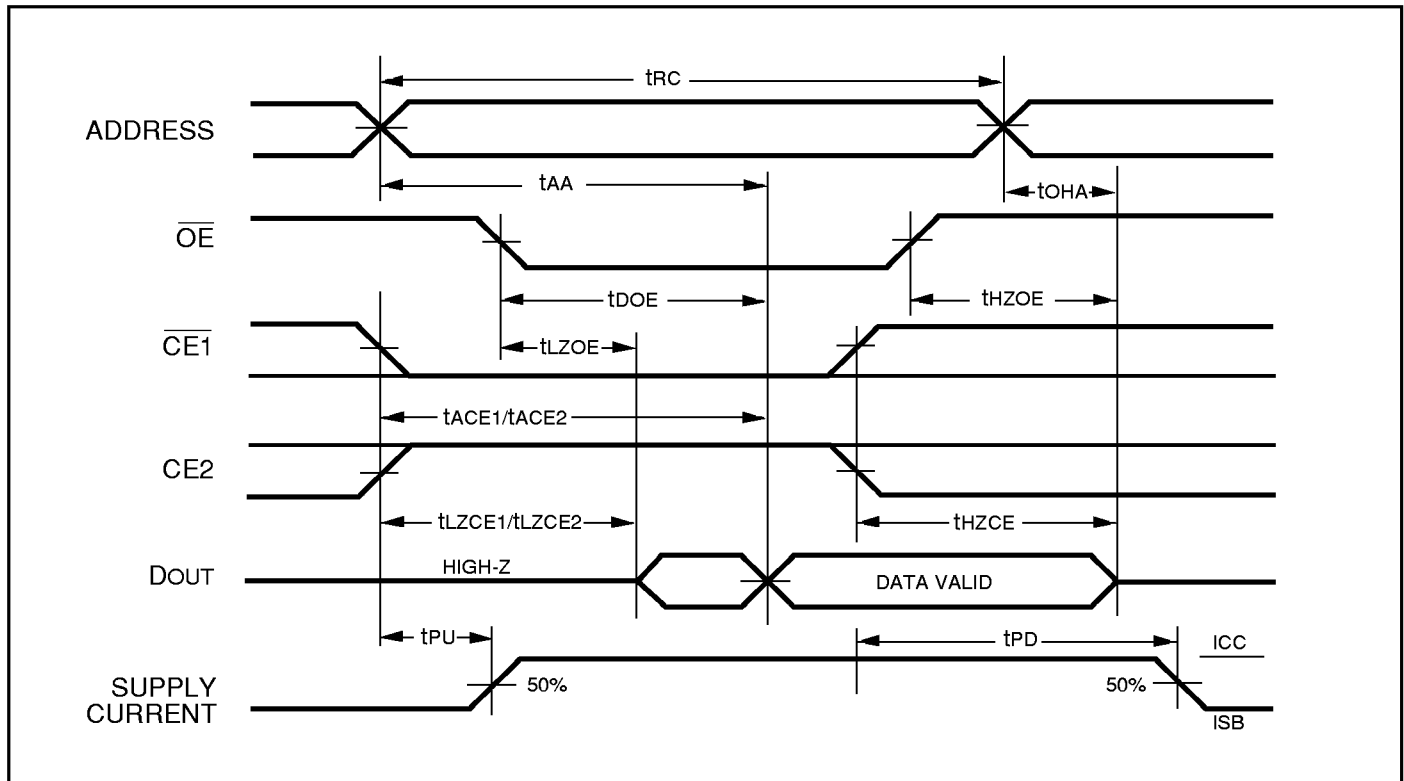 tRC
ADDRESS
tAA
tOHA
OE
tDOE
tHZOE
CE1
tLZOE
tACE1/tACE2
CE2
tLZCE1/tLZCE2
tHZCE
DOUT
HIGH-Z
DATA VALID
tPU
tPD
ICC
SUPPLY
CURRENT
50%
50%
ISB